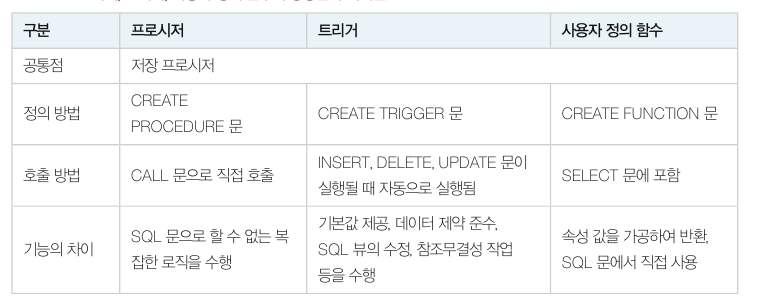 구분 프로시저 트리거 사용자 정의 함수
공통점 저장 프로시저
정의 방법 CREATE
PROCEDURE 문 CREATE TRIGGER 문 CREATE FUNCTION 문
호출 방법 CALL 문으로 직접 호출 INSERT, DELETE, UPDATE 문이
실행될 때 자동으로 실행됨 SELECT 문에 포함
기능의 차이 SQL 문으로 할 수 없는 복
잡한 로직을 수행 기본값 제공, 데이터 제약 준수,
SQL 뷰의 수정, 참조무결성 작업
등을 수행 속성 값을 가공하여 반환,
SQL 문에서 직접 사용